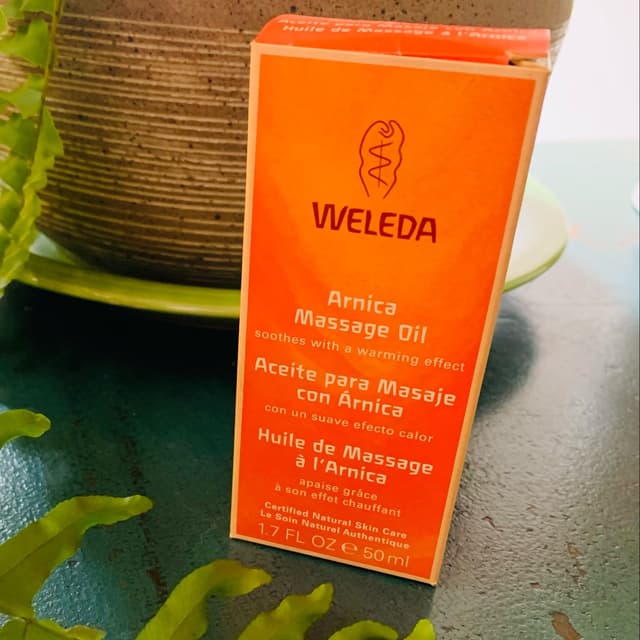 Aceite para Masaje con Árnica
Huile de Massage à l'Arnica
WELEDA
Arnica
Massage Oil
soothes with a warming effect
Aceite para Masaje
con Árnica
con un suave efecto calor
Huile de Massage
à l'Arnica
apaise grâce
à son effet chauffant
Certified Natural Skin Care
Le Soin Naturel Authentique
1.7 FL OZ ℮ 50 ml